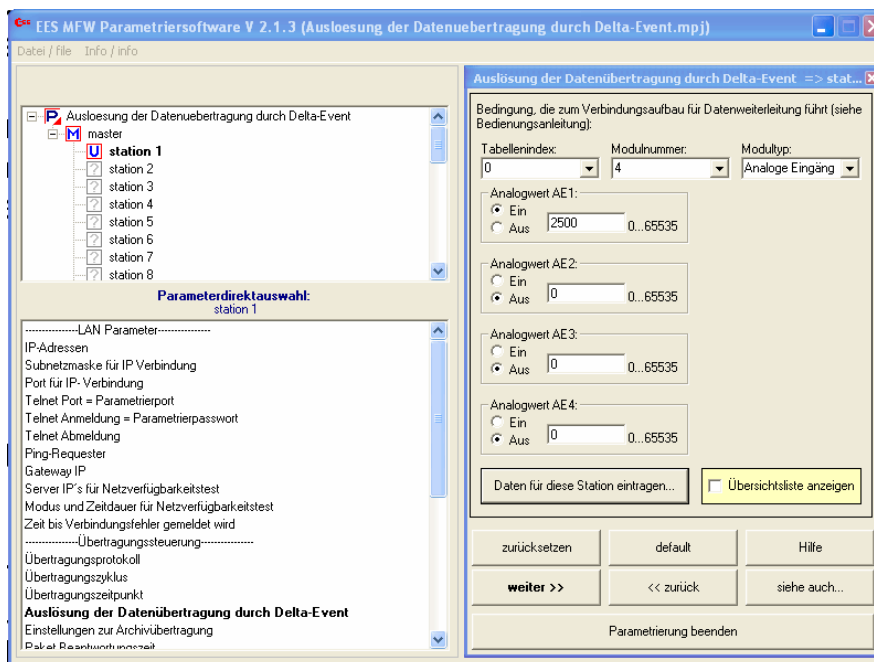 EES MFW Parametriersoftware V 2.1.3 (Ausloesung der Datenuebertragung durch Delta-Event.mpj)
Datei / file Info / info
Ausloesung der Datenuebertragung durch Delta-Event
master
station 1
station 2
station 3
station 4
station 5
station 6
station 7
station 8
Parameterdirektauswahl:
station 1
----------------LAN Parameter----------------
IP-Adressen
Subnetzmaske für IP Verbindung
Port für IP- Verbindung
Telnet Port = Parametrierport
Telnet Anmeldung = Parametrierpasswort
Telnet Abmeldung
Ping-Requester
Gateway IP
Server IP´s für Netzverfügbarkeitstest
Modus und Zeitdauer für Netzverfügbarkeitstest
Zeit bis Verbindungsfehler gemeldet wird
----------------Übertragungssteuerung----------------
Übertragungsprotokoll
Übertragungszyklus
Übertragungszeitpunkt
Auslösung der Datenübertragung durch Delta-Event
Einstellungen zur Archivübertragung
Paket Beantwortungszeit
Auslösung der Datenübertragung durch Delta-Event => stat...
Bedingung, die zum Verbindungsaufbau für Datenweiterleitung führt (siehe
Bedienungsanleitung):
Tabellenindex: Modulnummer: Modultyp:
0 4 Analoge Eingäng
Analogwert AE1:
Ein
Aus 2500 0...65535
Analogwert AE2:
Ein
Aus 0 0...65535
Analogwert AE3:
Ein
Aus 0 0...65535
Analogwert AE4:
Ein
Aus 0 0...65535
Daten für diese Station eintragen... Übersichtsliste anzeigen
zurücksetzen default Hilfe
weiter >> << zurück siehe auch...
Parametrierung beenden